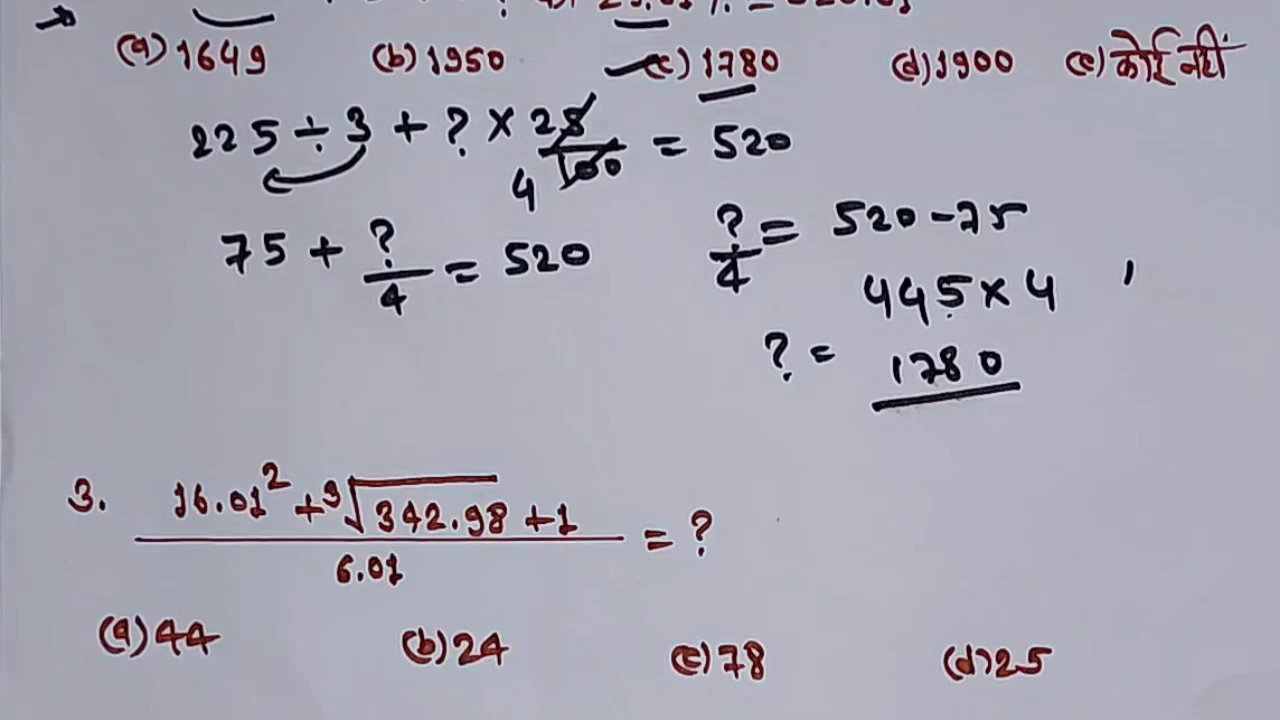 (a) 1649 (b) 1950 (c) 1780 (d) 1900 (e) कोई नहीं
225 ÷ 3 + ? × 25/100 = 520
4
75 + ?/4 = 520
?/4 = 520 - 75
445 × 4
? = 1780
3. 16.01² + ³√342.98 + 1 / 6.01 = ?
(a) 44 (b) 24 (c) 78 (d) 25